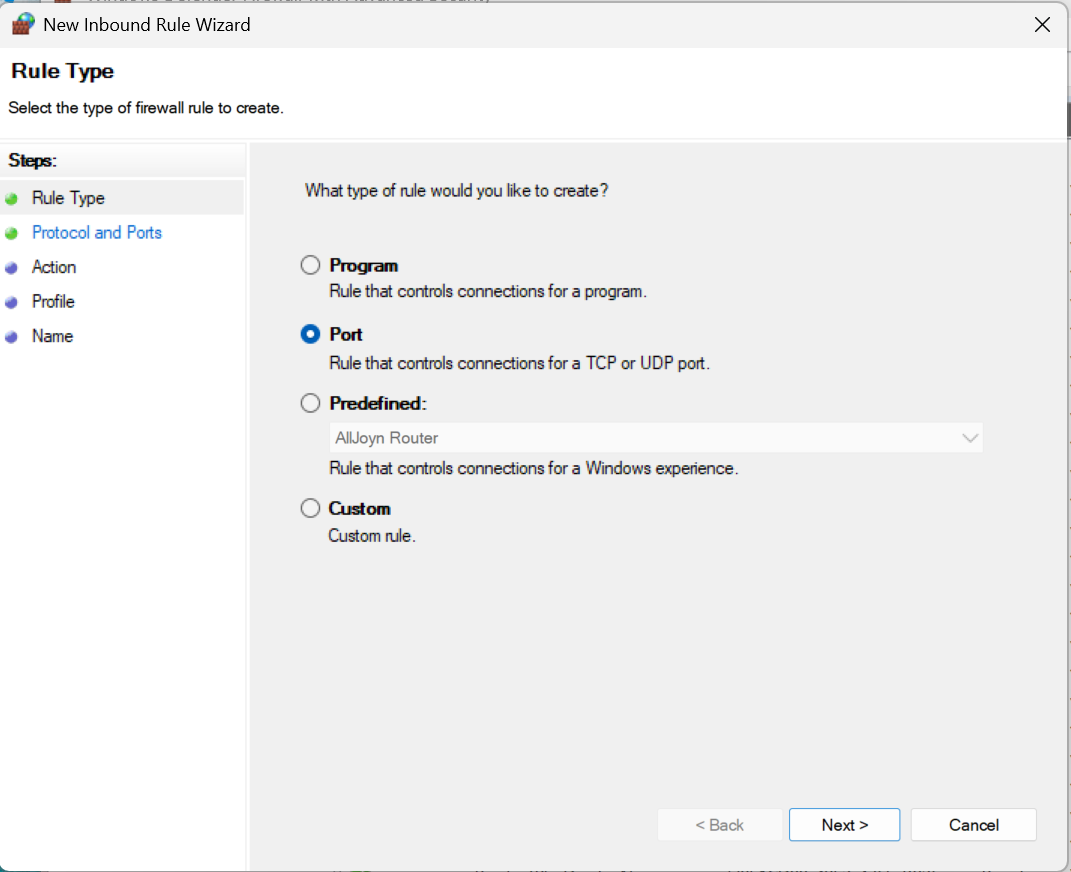 New Inbound Rule Wizard
Rule Type
Select the type of firewall rule to create.
Steps:
Rule Type
Protocol and Ports
Action
Profile
Name
What type of rule would you like to create?
Program
Rule that controls connections for a program.
Port
Rule that controls connections for a TCP or UDP port.
Predefined:
AllJoyn Router
Rule that controls connections for a Windows experience.
Custom
Custom rule.
< Back
Next >
Cancel